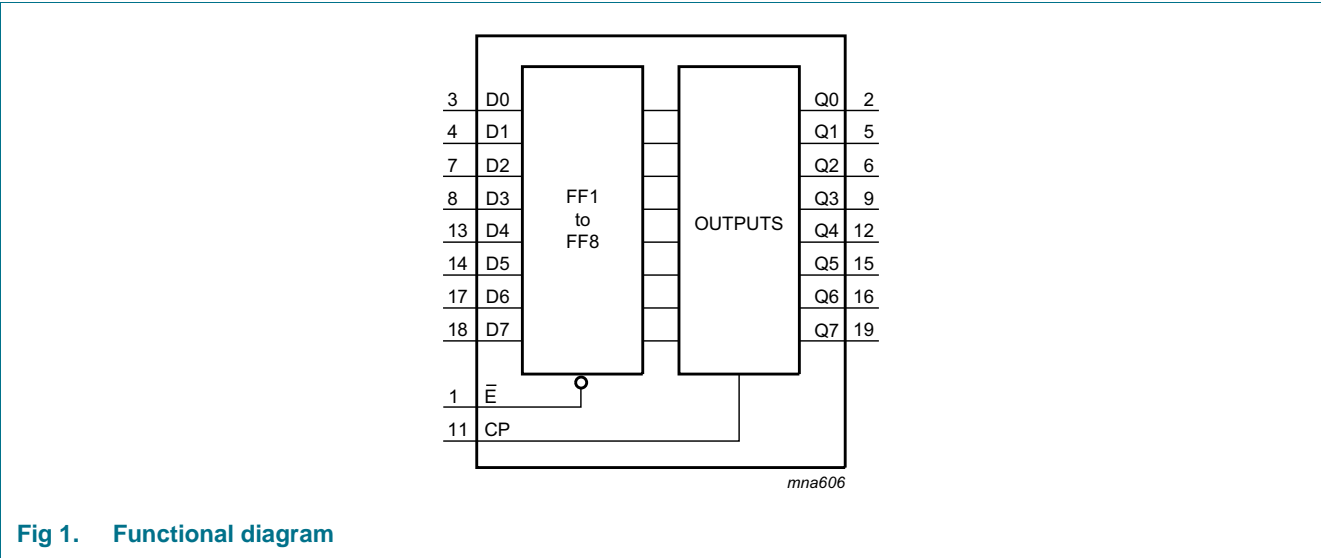 3 D0 Q0 2
4 D1 Q1 5
7 D2 Q2 6
8 D3 FF1 Q3 9
to OUTPUTS
13 D4 FF8 Q4 12
14 D5 Q5 15
17 D6 Q6 16
18 D7 Q7 19
1 E̅
11 CP
mna606
Fig 1. Functional diagram